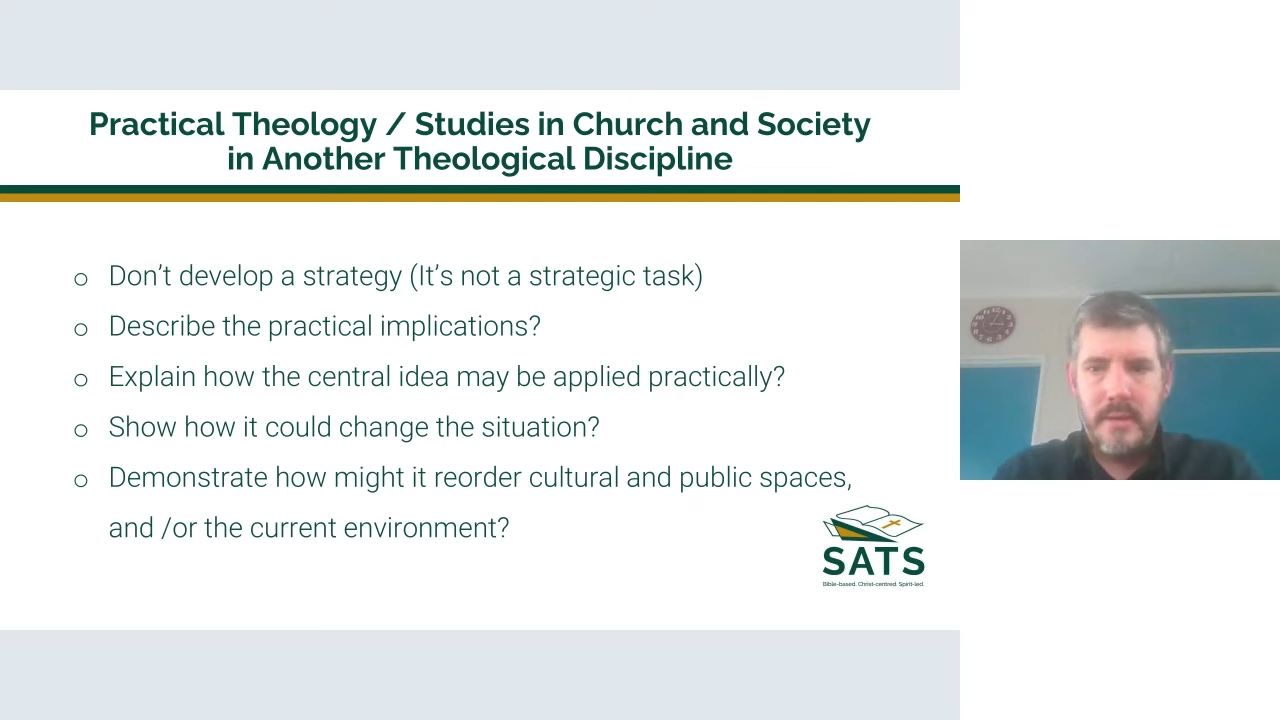 Practical Theology / Studies in Church and Society
in Another Theological Discipline
o Don’t develop a strategy (It’s not a strategic task)
o Describe the practical implications?
o Explain how the central idea may be applied practically?
o Show how it could change the situation?
o Demonstrate how might it reorder cultural and public spaces,
and /or the current environment?
SATS
Bible-based. Christ-centred. Spirit-led.